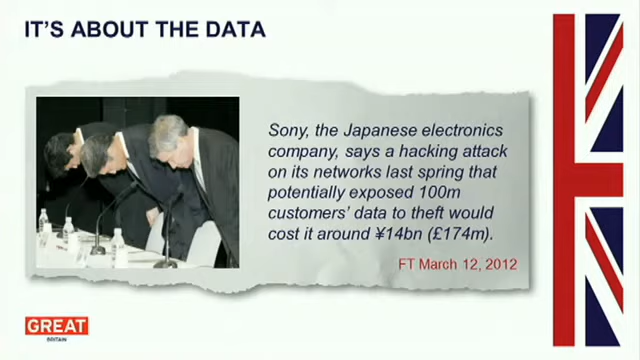 IT'S ABOUT THE DATA
Sony, the Japanese electronics
company, says a hacking attack
on its networks last spring that
potentially exposed 100m
customers' data to theft would
cost it around ¥14bn (£174m).
FT March 12, 2012
GREAT
BRITAIN